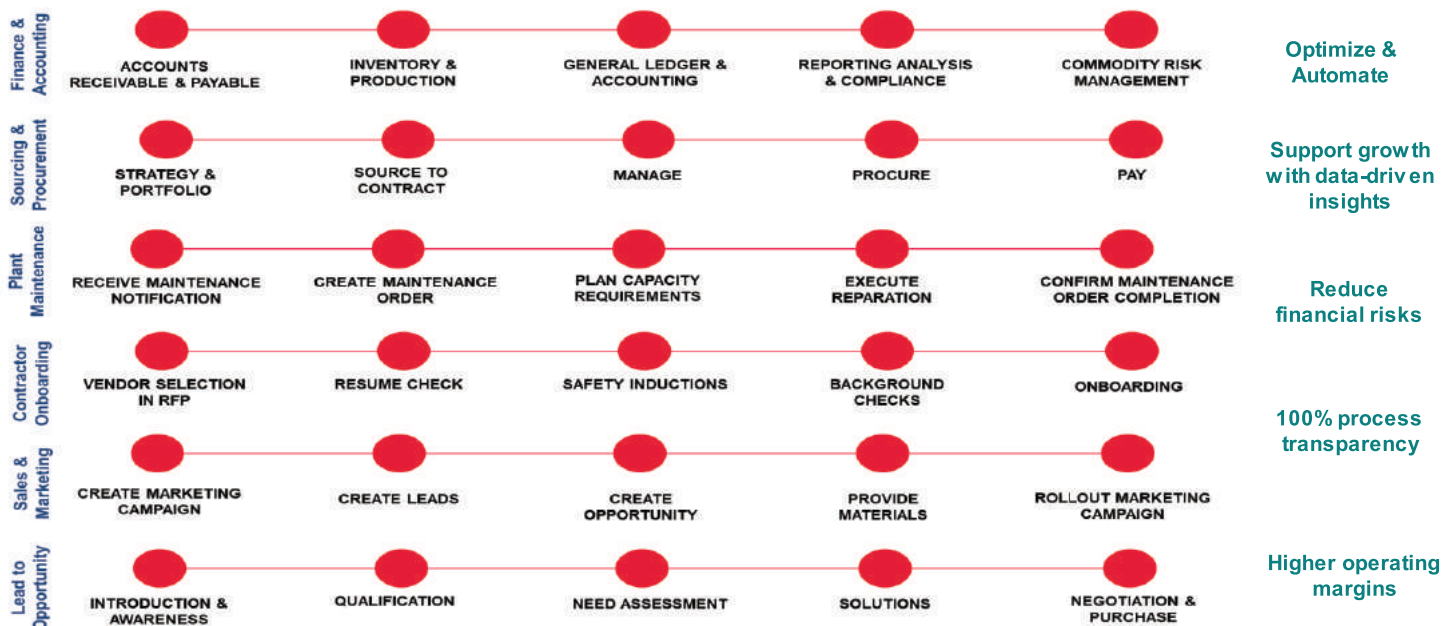 Finance &
Accounting
ACCOUNTS
RECEIVABLE & PAYABLE
INVENTORY &
PRODUCTION
GENERAL LEDGER &
ACCOUNTING
REPORTING ANALYSIS
& COMPLIANCE
COMMODITY RISK
MANAGEMENT
Optimize &
Automate
Sourcing &
Procurement
STRATEGY &
PORTFOLIO
SOURCE TO
CONTRACT
MANAGE
PROCURE
PAY
Support growth
with data-driven
insights
Plant
Maintenance
RECEIVE MAINTENANCE
NOTIFICATION
CREATE MAINTENANCE
ORDER
PLAN CAPACITY
REQUIREMENTS
EXECUTE
REPARATION
CONFIRM MAINTENANCE
ORDER COMPLETION
Reduce
financial risks
Contractor
Onboarding
VENDOR SELECTION
IN RFP
RESUME CHECK
SAFETY INDUCTIONS
BACKGROUND
CHECKS
ONBOARDING
100% process
transparency
Sales &
Marketing
CREATE MARKETING
CAMPAIGN
CREATE LEADS
CREATE
OPPORTUNITY
PROVIDE
MATERIALS
ROLLOUT MARKETING
CAMPAIGN
Lead to
Opportunity
INTRODUCTION &
AWARENESS
QUALIFICATION
NEED ASSESSMENT
SOLUTIONS
NEGOTIATION &
PURCHASE
Higher operating
margins